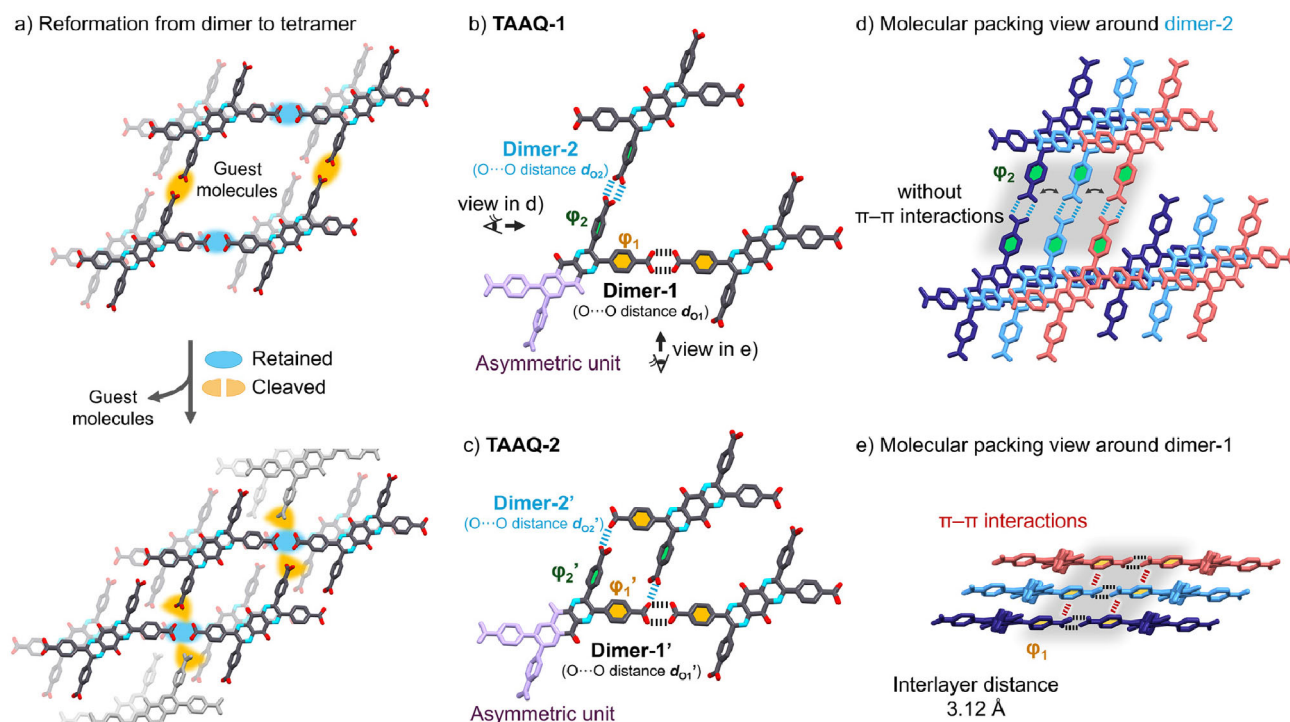 a) Reformation from dimer to tetramer
Guest
molecules
Retained
Cleaved
Guest
molecules
b) TAAQ-1
Dimer-2
(O···O distance dO2)
view in d)
φ2
φ1
Dimer-1
(O···O distance dO1)
view in e)
Asymmetric unit
c) TAAQ-2
Dimer-2’
(O···O distance dO2’)
φ2’
φ1’
Dimer-1’
(O···O distance dO1’)
Asymmetric unit
d) Molecular packing view around dimer-2
φ2
without
π–π interactions
e) Molecular packing view around dimer-1
π–π interactions
φ1
Interlayer distance
3.12 Å